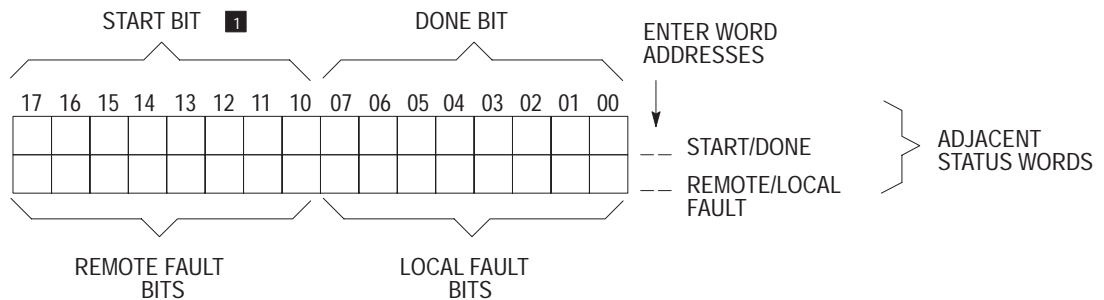 START BIT 1
DONE BIT
ENTER WORD
ADDRESSES
17 16 15 14 13 12 11 10 07 06 05 04 03 02 01 00
START/DONE
REMOTE/LOCAL
FAULT
ADJACENT
STATUS WORDS
REMOTE FAULT
BITS
LOCAL FAULT
BITS